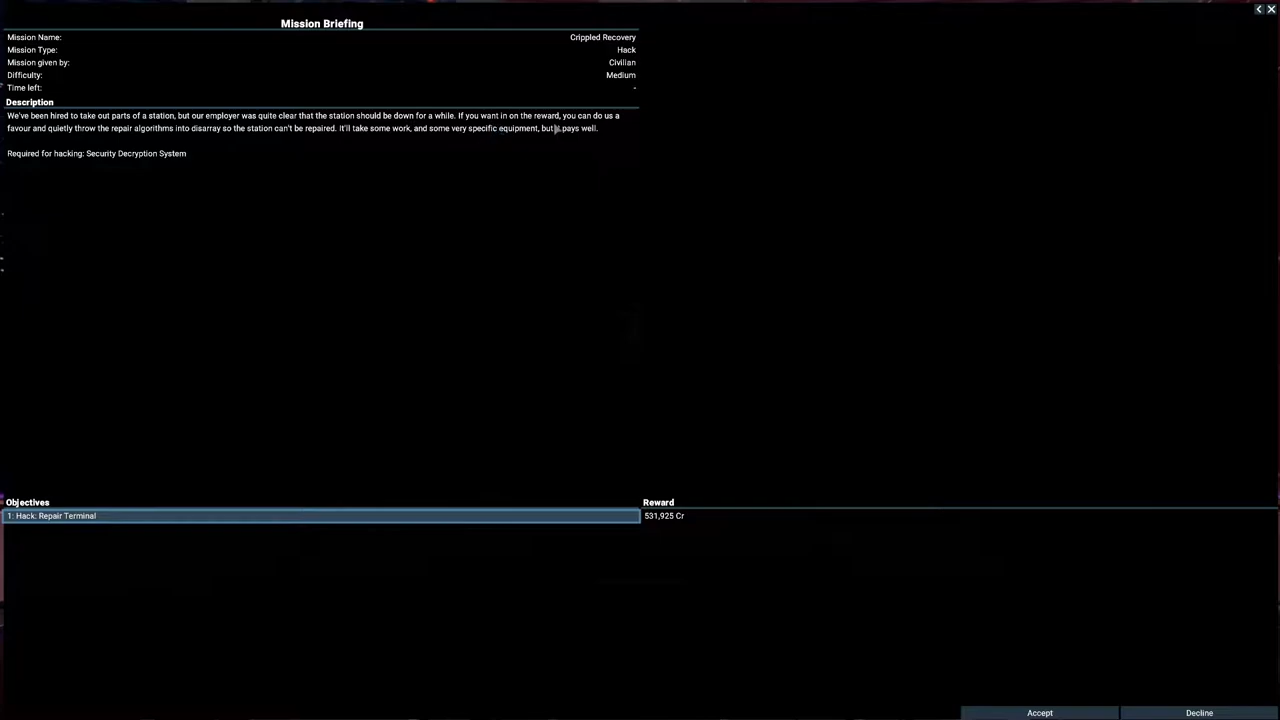 Mission Briefing
Mission Name: Crippled Recovery
Mission Type: Hack
Mission given by: Civilian
Difficulty: Medium
Time left: -
Description
We've been hired to take out parts of a station, but our employer was quite clear that the station should be down for a while. If you want in on the reward, you can do us a
favour and quietly throw the repair algorithms into disarray so the station can't be repaired. It'll take some work, and some very specific equipment, but pays well.
Required for hacking: Security Decryption System
Objectives Reward
1: Hack: Repair Terminal 531,925 Cr
Accept Decline